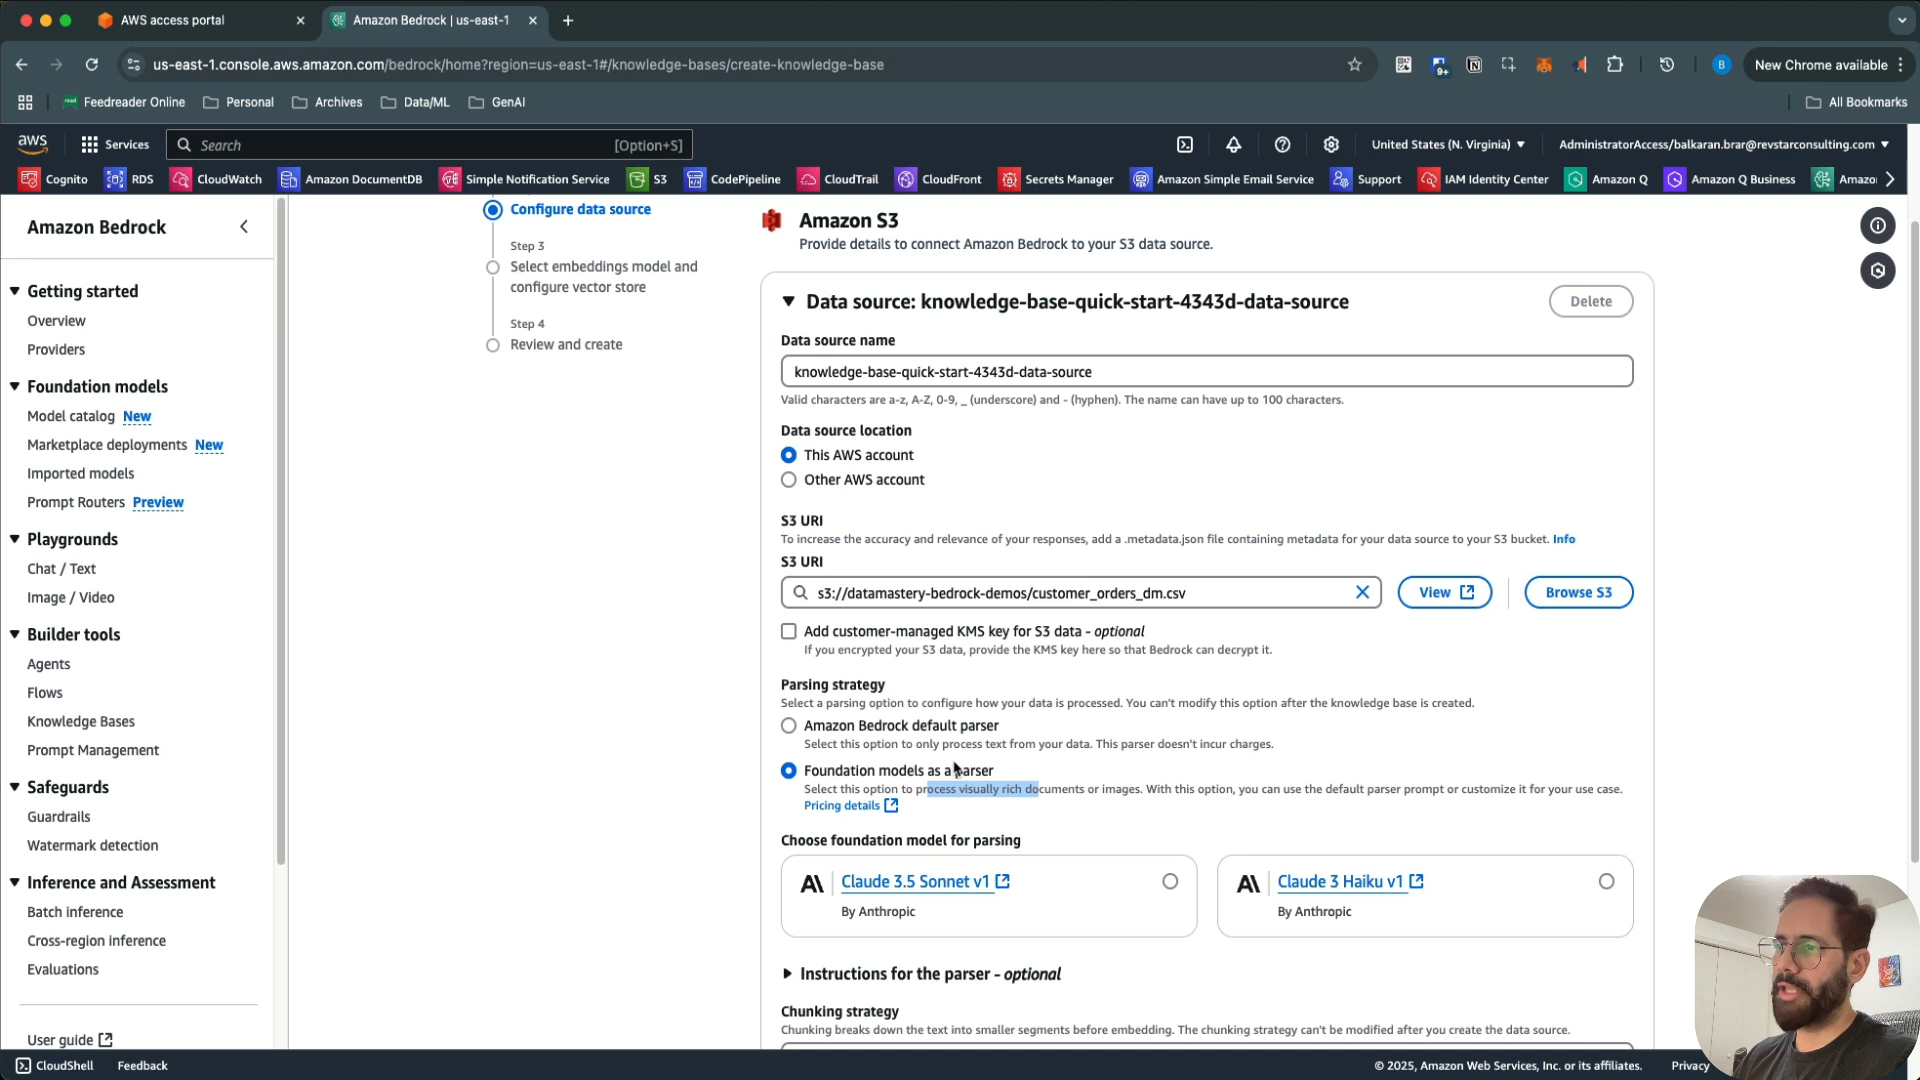 AWS access portal
Amazon Bedrock | us-east-1
us-east-1.console.aws.amazon.com/bedrock/home?region=us-east-1#/knowledge-bases/create-knowledge-base
9+
B
New Chrome available
Feedreader Online
Personal
Archives
Data/ML
GenAI
All Bookmarks
aws
Services
Search
[Option+S]
United States (N. Virginia)
AdministratorAccess/balkaran.brar@revstarconsulting.com
Cognito
RDS
CloudWatch
Amazon DocumentDB
Simple Notification Service
S3
CodePipeline
CloudTrail
CloudFront
Secrets Manager
Amazon Simple Email Service
Support
IAM Identity Center
Amazon Q
Amazon Q Business
Amazo
Amazon Bedrock
Getting started
Overview
Providers
Foundation models
Model catalog New
Marketplace deployments New
Imported models
Prompt Routers Preview
Playgrounds
Chat / Text
Image / Video
Builder tools
Agents
Flows
Knowledge Bases
Prompt Management
Safeguards
Guardrails
Watermark detection
Inference and Assessment
Batch inference
Cross-region inference
Evaluations
User guide
Configure data source
Step 3
Select embeddings model and
configure vector store
Step 4
Review and create
Amazon S3
Provide details to connect Amazon Bedrock to your S3 data source.
Data source: knowledge-base-quick-start-4343d-data-source
Delete
Data source name
knowledge-base-quick-start-4343d-data-source
Valid characters are a-z, A-Z, 0-9, _ (underscore) and - (hyphen). The name can have up to 100 characters.
Data source location
This AWS account
Other AWS account
S3 URI
To increase the accuracy and relevance of your responses, add a .metadata.json file containing metadata for your data source to your S3 bucket. Info
S3 URI
s3://datamastery-bedrock-demos/customer_orders_dm.csv
View
Browse S3
Add customer-managed KMS key for S3 data - optional
If you encrypted your S3 data, provide the KMS key here so that Bedrock can decrypt it.
Parsing strategy
Select a parsing option to configure how your data is processed. You can't modify this option after the knowledge base is created.
Amazon Bedrock default parser
Select this option to only process text from your data. This parser doesn't incur charges.
Foundation models as a parser
Select this option to process visually rich documents or images. With this option, you can use the default parser prompt or customize it for your use case.
Pricing details
Choose foundation model for parsing
Claude 3.5 Sonnet v1
By Anthropic
Claude 3 Haiku v1
By Anthropic
Instructions for the parser - optional
Chunking strategy
Chunking breaks down the text into smaller segments before embedding. The chunking strategy can't be modified after you create the data source.
CloudShell
Feedback
© 2025, Amazon Web Services, Inc. or its affiliates.
Privacy